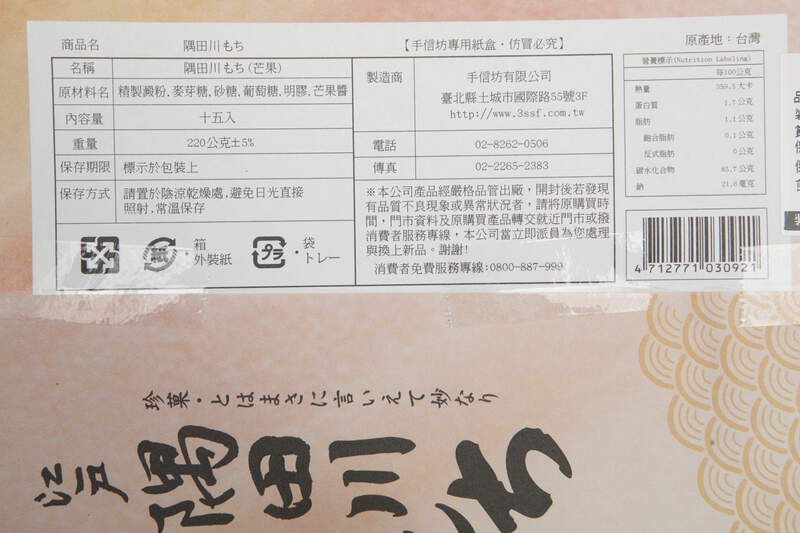 商品名 隅田川もち 【手信坊專用紙盒·仿冒必究】 原產地：台灣
名稱 隅田川もち(芒果)
原材料名 精製澱粉,麥芽糖,砂糖,葡萄糖,明膠,芒果醬
內容量 十五入
重量 220公克±5%
保存期限 標示於包裝上
保存方式 請置於陰涼乾燥處,避免日光直接
照射,常溫保存
箱
·外裝紙
プラ
袋
·トレー
製造商 手信坊有限公司
臺北縣土城市國際路55號3F
http://www.3ssf.com.tw
電話 02-8262-0506
傳真 02-2265-2383
※本公司產品經嚴格品管出廠，開封後若發現
有品質不良現象或異常狀況者，請將原購買時
間，門市資料及原購買產品轉交就近門市或撥
消費者服務專線，本公司當立即派員為您處理
與換上新品。謝謝!
消費者免費服務專線:0800-887-999
營養標示(Nutrition Labeling)
每100公克
熱量 359.5大卡
蛋白質 1.7公克
脂肪 1.1公克
飽合脂肪 0.1公克
反式脂肪 0公克
碳水化合物 85.7公克
鈉 21.6毫克
4 712771 030921
珍菓·とはまさに言いえて妙なり
江戸
隅田川もち